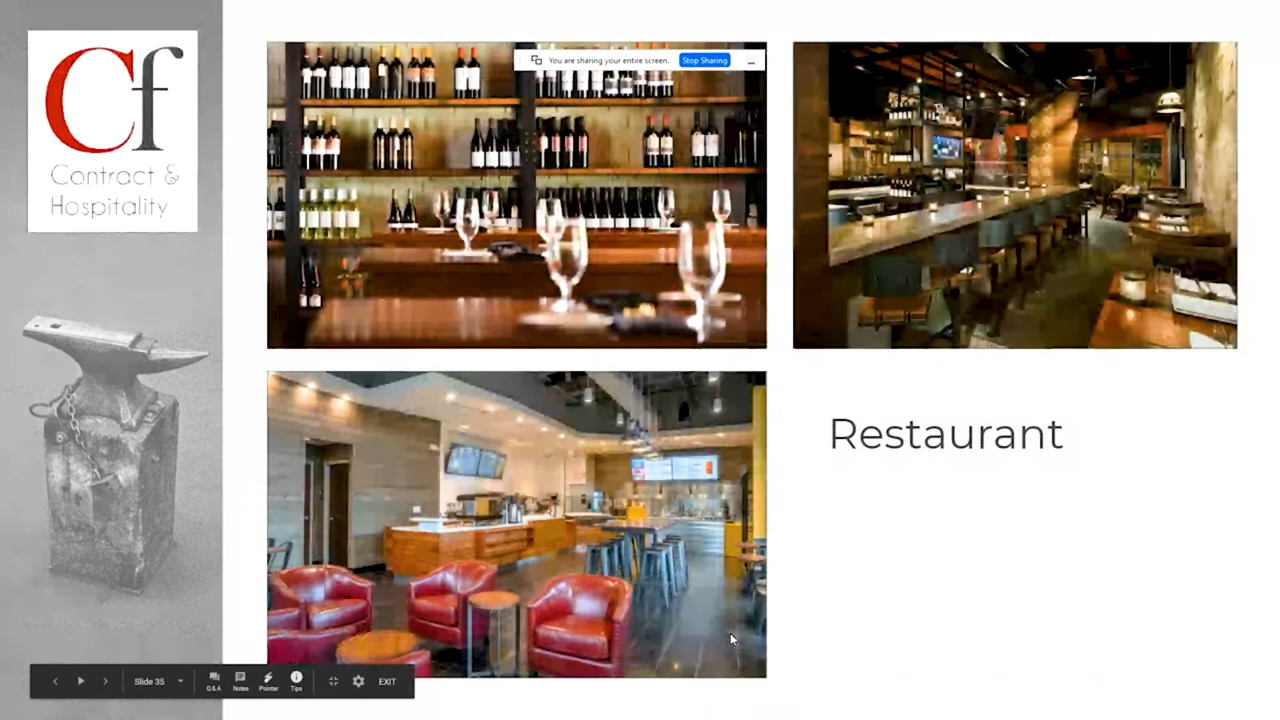 Cf
Contract &
Hospitality
You are sharing your entire screen.
Stop Sharing
Restaurant
Slide 35
Q&A
Notes
Pointer
Tips
EXIT